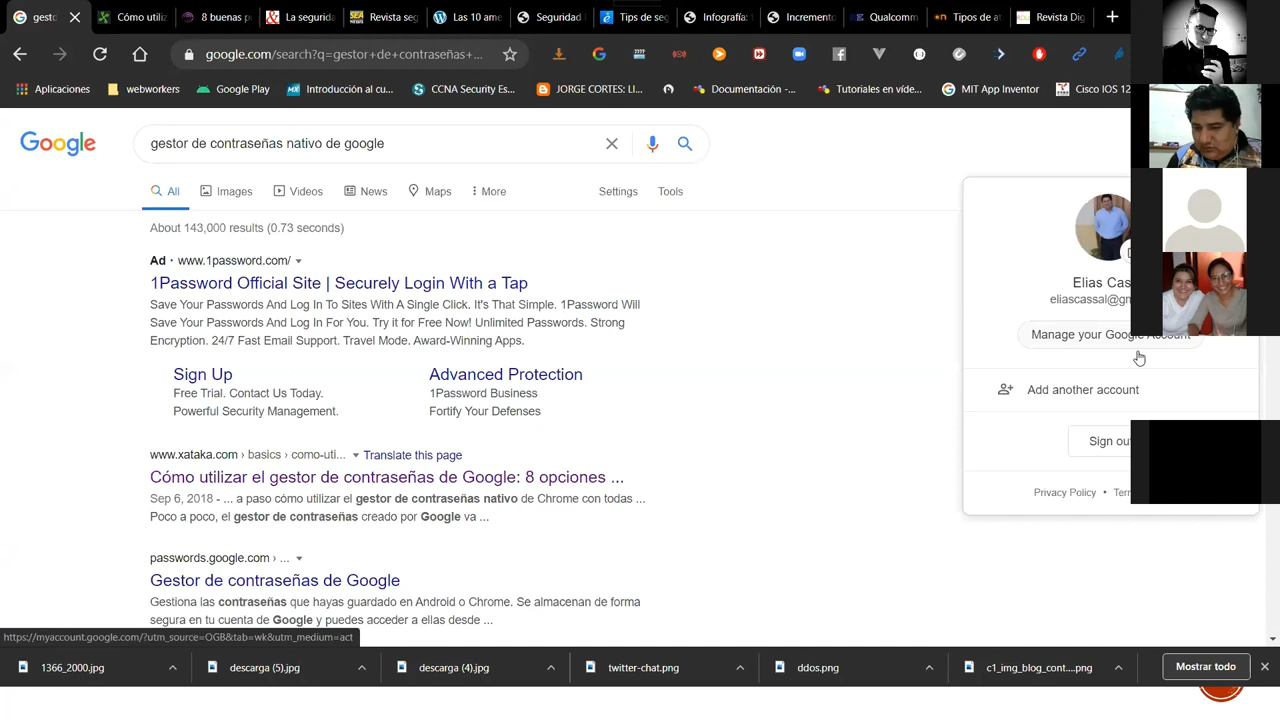 gesto
Cómo utiliz
8 buenas p
La segurida
Revista seg
Las 10 ame
Seguridad
Tips de seg
Infografía:
Incremento
Qualcomm
Tipos de at
Revista Dig
google.com/search?q=gestor+de+contraseñas+...
Aplicaciones
webworkers
Google Play
Introducción al cu...
CCNA Security Es...
JORGE CORTES: LI...
Documentación -...
Tutoriales en víde...
MIT App Inventor
Cisco IOS 12
Google
gestor de contraseñas nativo de google
All
Images
Videos
News
Maps
More
Settings
Tools
About 143,000 results (0.73 seconds)
Ad · www.1password.com/
1Password Official Site | Securely Login With a Tap
Save Your Passwords And Log In To Sites With A Single Click. It's That Simple. 1Password Will
Save Your Passwords And Log In For You. Try it for Free Now! Unlimited Passwords. Strong
Encryption. 24/7 Fast Email Support. Travel Mode. Award-Winning Apps.
Sign Up
Free Trial. Contact Us Today.
Powerful Security Management.
Advanced Protection
1Password Business
Fortify Your Defenses
www.xataka.com › basics › como-uti...
Translate this page
Cómo utilizar el gestor de contraseñas de Google: 8 opciones ...
Sep 6, 2018 - ... a paso cómo utilizar el gestor de contraseñas nativo de Chrome con todas ...
Poco a poco, el gestor de contraseñas creado por Google va ...
passwords.google.com › ...
Gestor de contraseñas de Google
Gestiona las contraseñas que hayas guardado en Android o Chrome. Se almacenan de forma
segura en tu cuenta de Google y puedes acceder a ellas desde ...
Elias Cas
eliascassal@gm
Manage your Google Account
Add another account
Sign out
Privacy Policy • Tern
https://myaccount.google.com/?utm_source=OGB&tab=wk&utm_medium=act
1366_2000.jpg
descarga (5).jpg
descarga (4).jpg
twitter-chat.png
ddos.png
c1_img_blog_cont....png
Mostrar todo